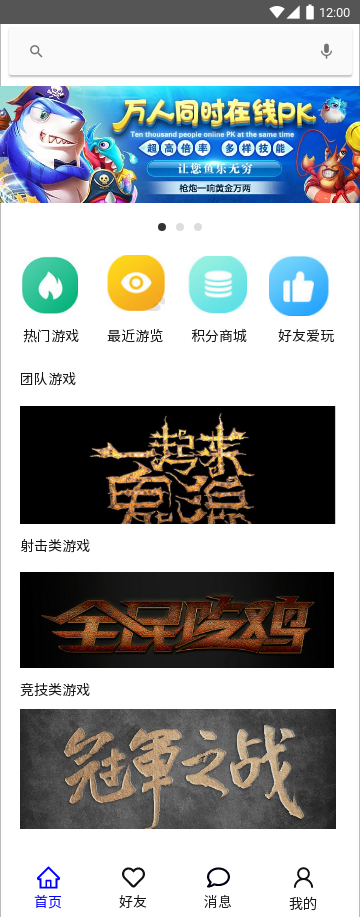 12:00
万人同时在线PK
Ten thousand people online PK at the same time
超高倍率 多样技能
让您鱼乐无穷
枪炮一响黄金万两
热门游戏 最近游览 积分商城 好友爱玩
团队游戏
一起来
射击类游戏
全民吃鸡
竞技类游戏
冠軍之战
首页 好友 消息 我的